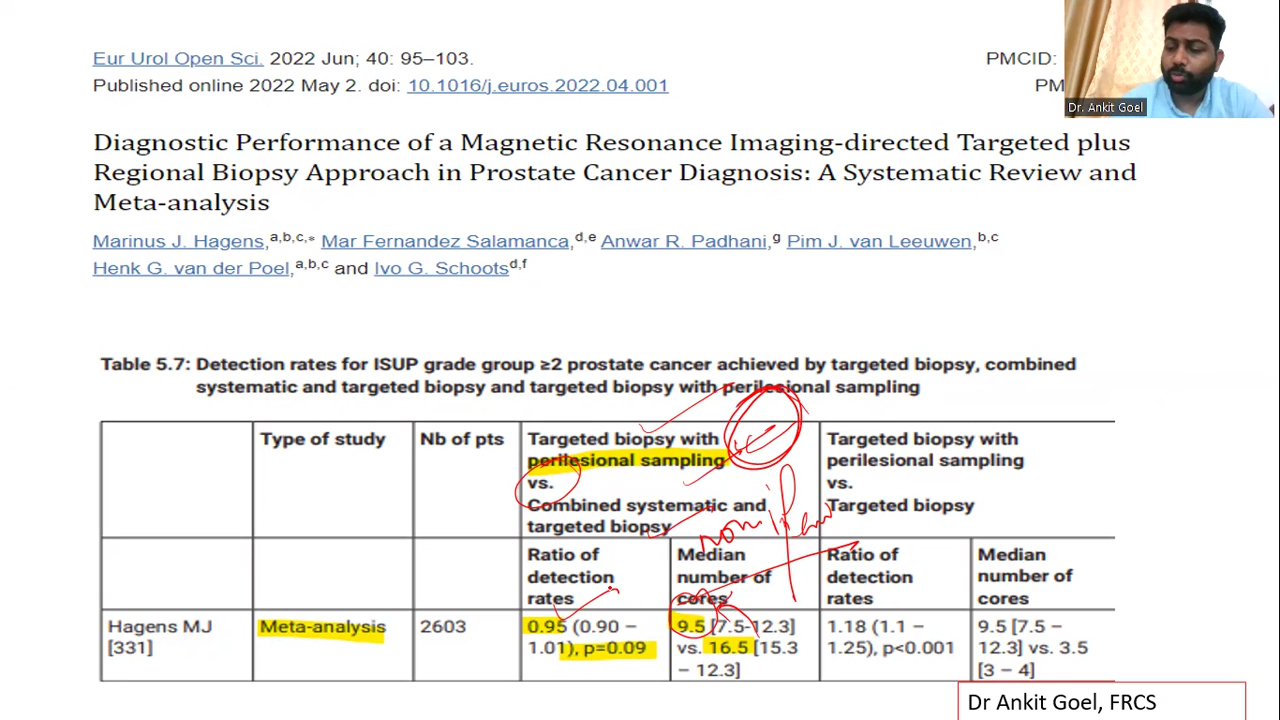 Eur Urol Open Sci. 2022 Jun; 40: 95–103.
PMCID:
Published online 2022 May 2. doi: 10.1016/j.euros.2022.04.001
PM
Dr. Ankit Goel
Diagnostic Performance of a Magnetic Resonance Imaging-directed Targeted plus
Regional Biopsy Approach in Prostate Cancer Diagnosis: A Systematic Review and
Meta-analysis
Marinus J. Hagens,a,b,c,* Mar Fernandez Salamanca,d,e Anwar R. Padhani,g Pim J. van Leeuwen,b,c
Henk G. van der Poel,a,b,c and Ivo G. Schootsd,f
Table 5.7: Detection rates for ISUP grade group ≥2 prostate cancer achieved by targeted biopsy, combined
systematic and targeted biopsy and targeted biopsy with perilesional sampling
Type of study
Nb of pts
Targeted biopsy with
perilesional sampling
vs.
Combined systematic and
targeted biopsy
Targeted biopsy with
perilesional sampling
vs.
Targeted biopsy
Ratio of
detection
rates
Median
number of
cores
Ratio of
detection
rates
Median
number of
cores
Hagens MJ
[331]
Meta-analysis
2603
0.95 (0.90 –
1.01), p=0.09
9.5 [7.5-12.3]
vs. 16.5 [15.3
– 12.3]
1.18 (1.1 –
1.25), p<0.001
9.5 [7.5 –
12.3] vs. 3.5
[3 – 4]
Dr Ankit Goel, FRCS